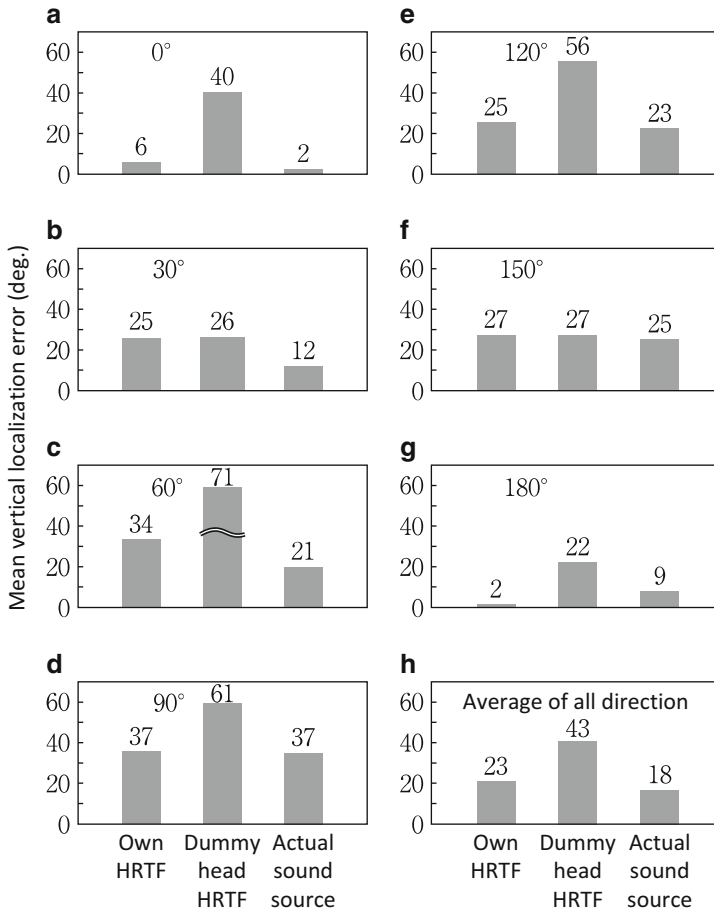 Mean vertical localization error (deg.)
a
0°
60
40
20
0
6
40
2
b
30°
60
40
20
0
25
26
12
c
60°
60
40
20
0
34
71
21
d
90°
60
40
20
0
37
61
37
Own
HRTF
Dummy
head
HRTF
Actual
sound
source
e
120°
60
40
20
0
25
56
23
f
150°
60
40
20
0
27
27
25
g
180°
60
40
20
0
2
22
9
h
Average of all direction
60
40
20
0
23
43
18
Own
HRTF
Dummy
head
HRTF
Actual
sound
source